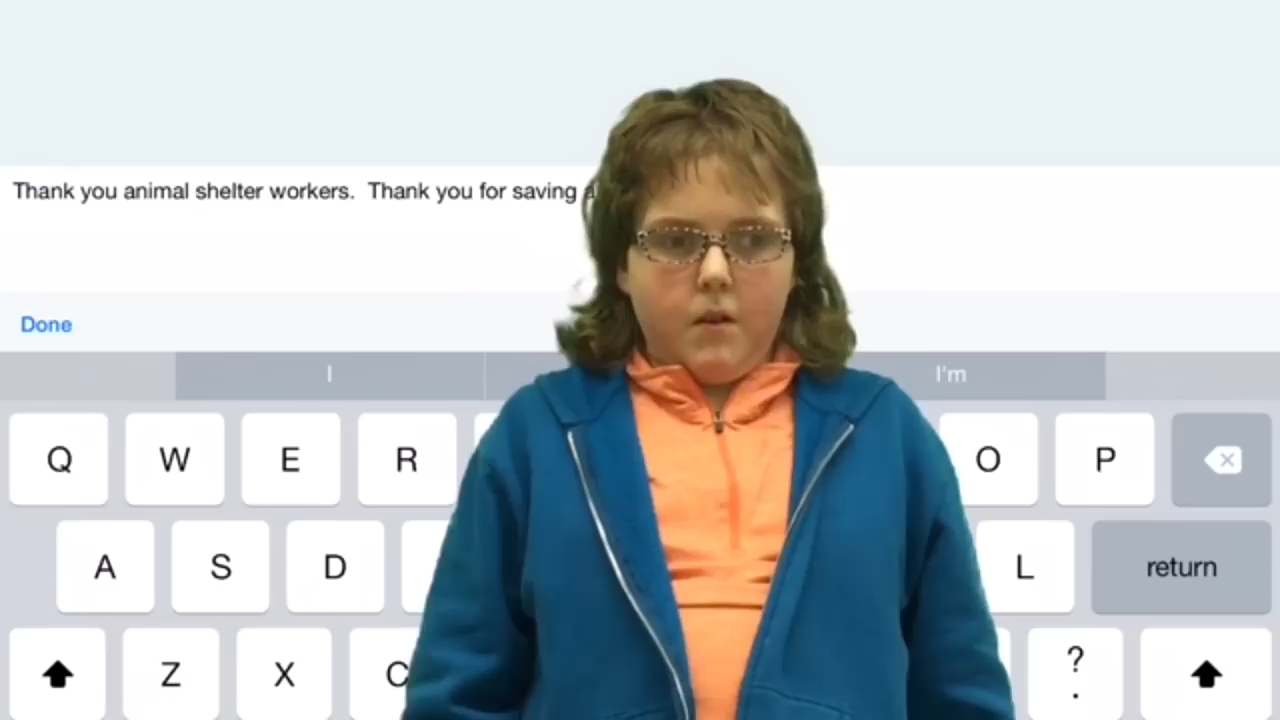 Thank you animal shelter workers.  Thank you for saving a
Done
I I'm
Q W E R O P
A S D L return
Z X C ? .